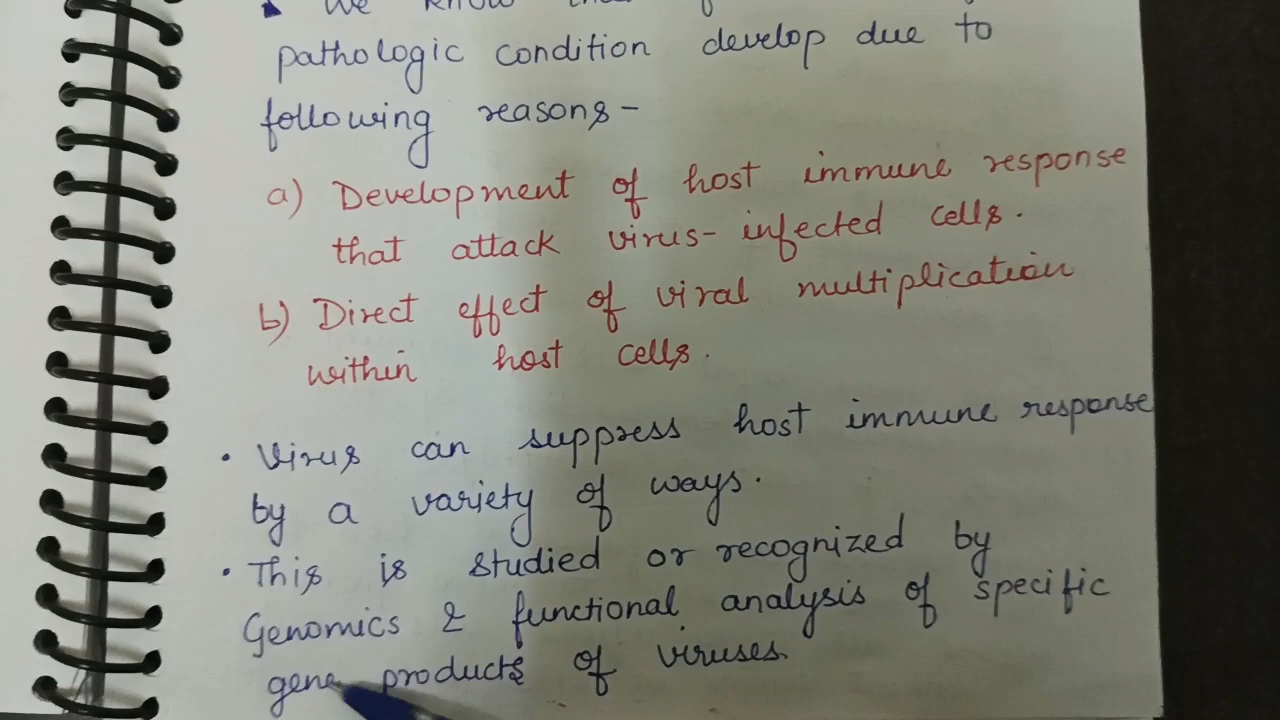 We know
pathologic condition develop due to
following reasons-
a) Development of host immune response
that attack virus-infected cells.
b) Direct effect of viral multiplication
within host cells.
• Virus can suppress host immune response
by a variety of ways.
• This is studied or recognized by
Genomics & functional analysis of specific
gene products of viruses.